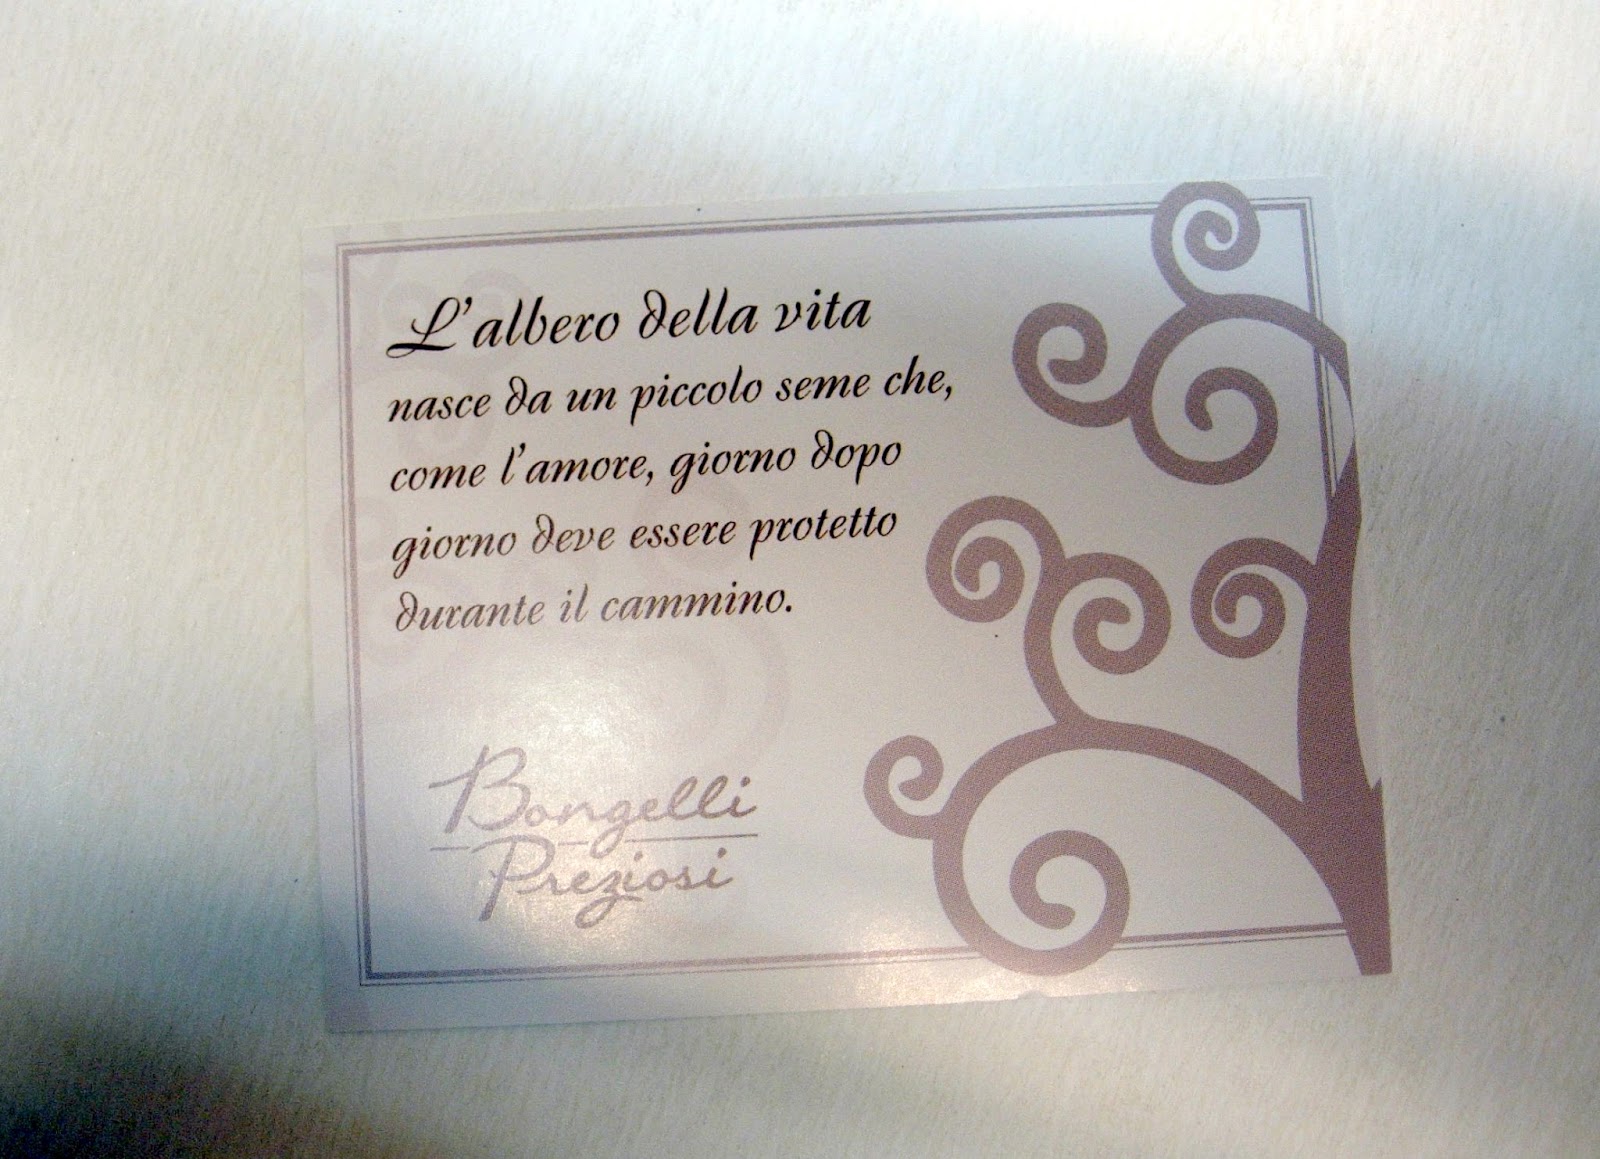 L'albero della vita
nasce da un piccolo seme che,
come l'amore, giorno dopo
giorno deve essere protetto
durante il cammino.
Bongelli
Preziosi